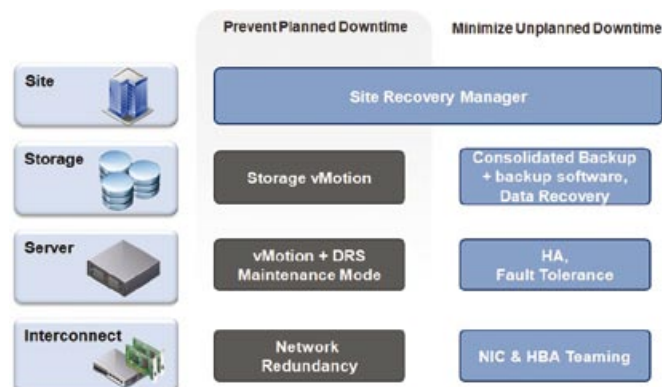 Prevent Planned Downtime
Minimize Unplanned Downtime
Site
Site Recovery Manager
Storage
Storage vMotion
Consolidated Backup
+ backup software,
Data Recovery
Server
vMotion + DRS
Maintenance Mode
HA,
Fault Tolerance
Interconnect
Network
Redundancy
NIC & HBA Teaming